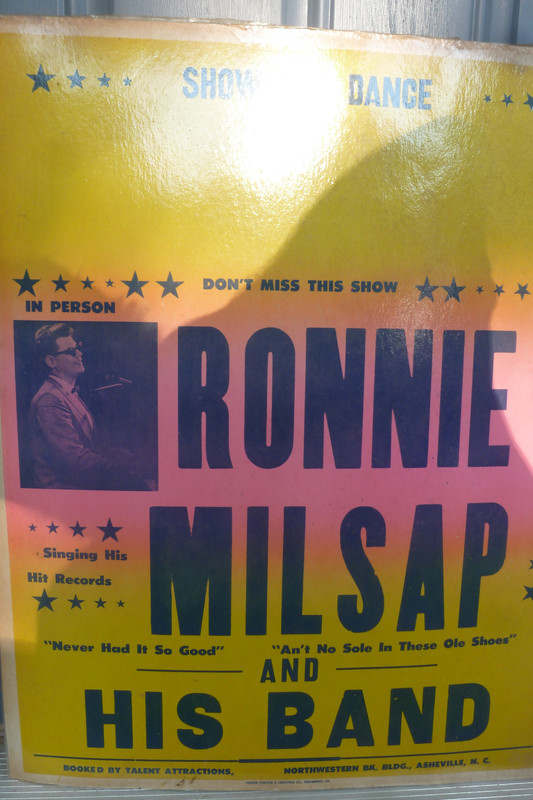 SHOW DANCE
DON'T MISS THIS SHOW
IN PERSON
RONNIE
MILSAP
Singing His
Hit Records
"Never Had It So Good" "An't No Sole In These Ole Shoes"
AND
HIS BAND
BOOKED BY TALENT ATTRACTIONS, NORTHWESTERN BK. BLDG., ASHEVILLE, N. C.